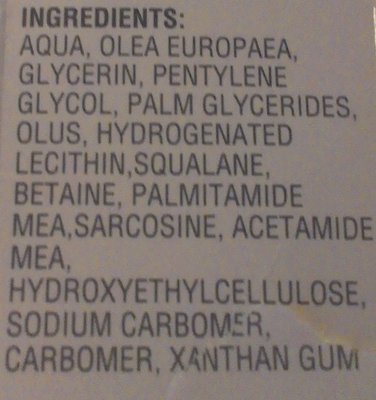 INGREDIENTS:
AQUA, OLEA EUROPAEA,
GLYCERIN, PENTYLENE
GLYCOL, PALM GLYCERIDES,
OLUS, HYDROGENATED
LECITHIN,SQUALANE,
BETAINE, PALMITAMIDE
MEA,SARCOSINE, ACETAMIDE
MEA,
HYDROXYETHYLCELLULOSE,
SODIUM CARBOMER,
CARBOMER, XANTHAN GUM